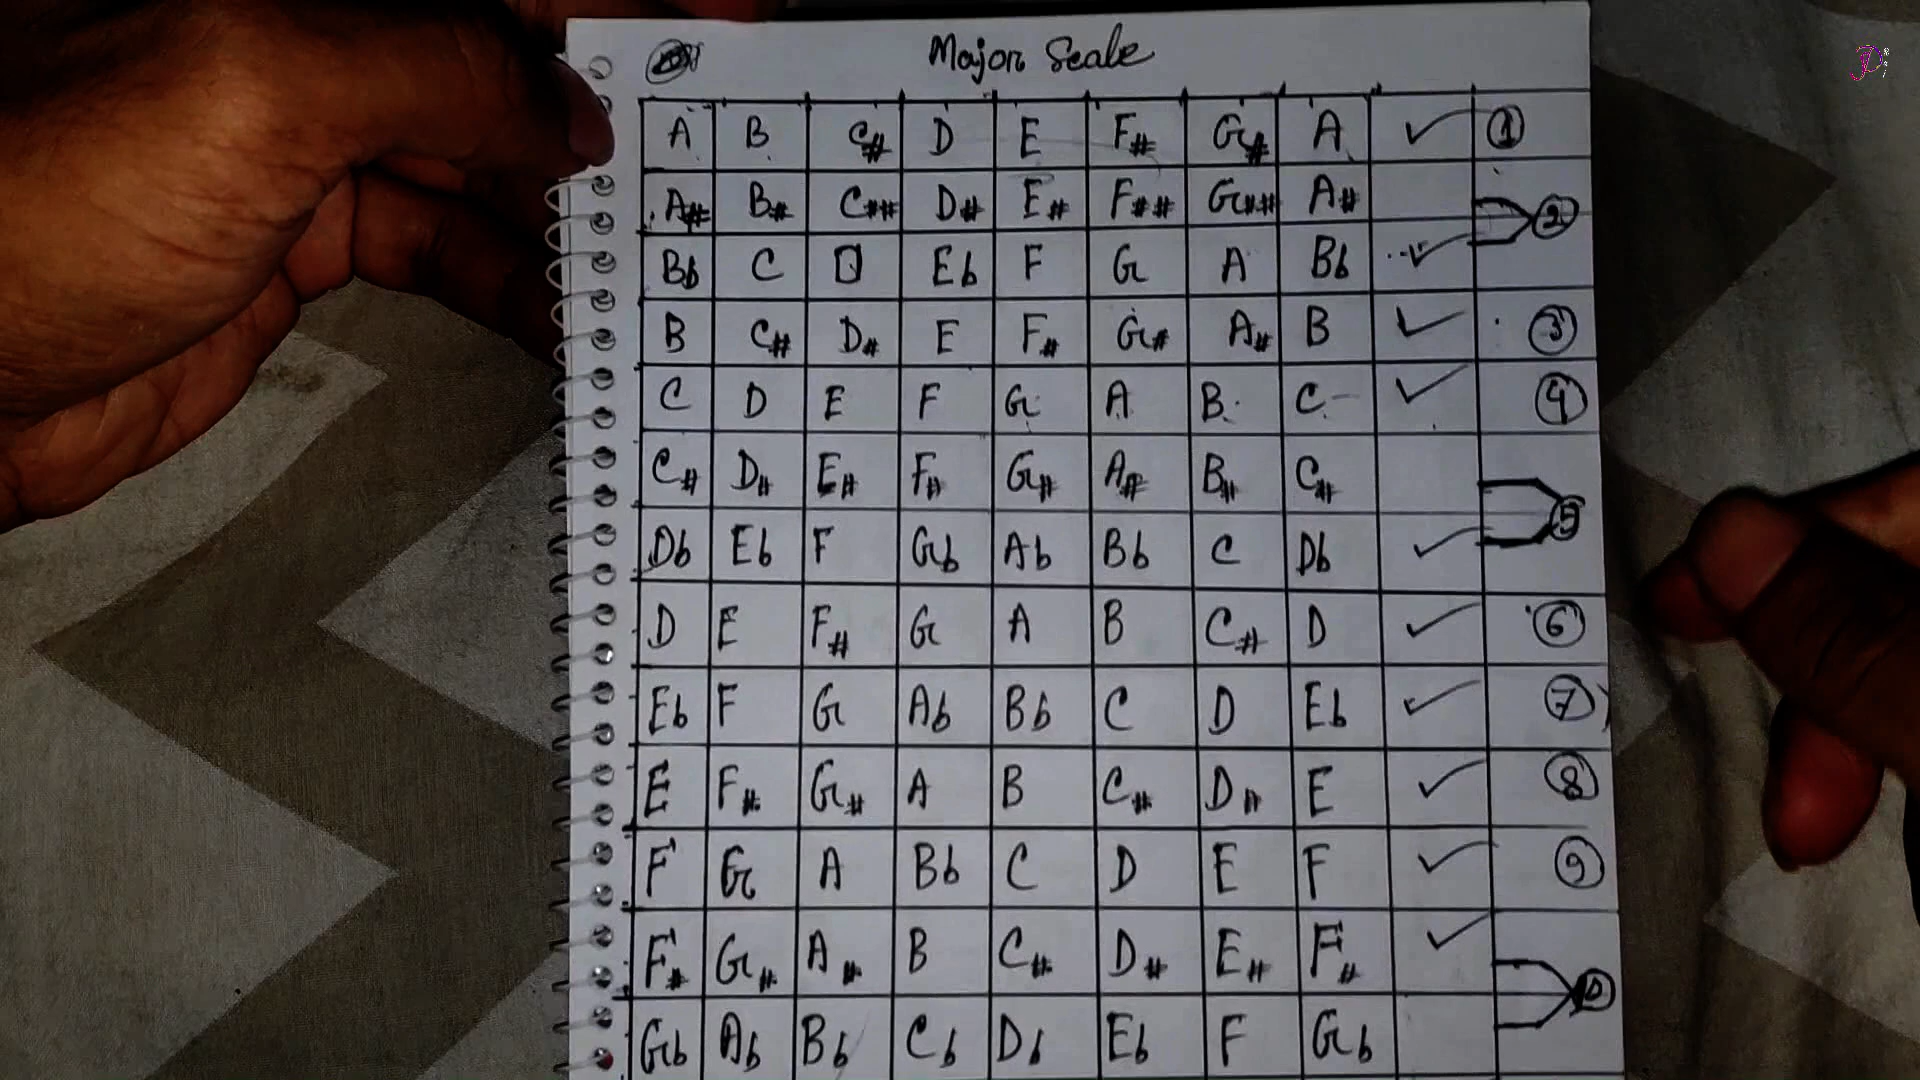 Major Scale
A B C# D E F# G# A ✓ 1
A# B# C## D# E# F## G## A#
2
Bb C D Eb F G A Bb ✓
B C# D# E F# G# A# B ✓ 3
C D E F G A B C ✓ 4
C# D# E# F# G# A# B# C#
5
Db Eb F Gb Ab Bb C Db ✓
D E F# G A B C# D ✓ 6
Eb F G Ab Bb C D Eb ✓ 7
E F# G# A B C# D# E ✓ 8
F G A Bb C D E F ✓ 9
F# G# A# B C# D# E# F# ✓
10
Gb Ab Bb Cb Db Eb F Gb